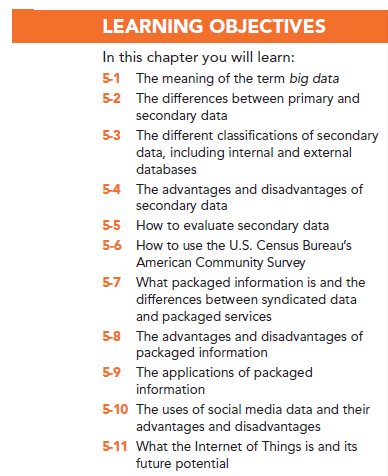 LEARNING OBJECTIVES
In this chapter you will learn:
5-1 The meaning of the term big data
5-2 The differences between primary and
secondary data
5-3 The different classifications of secondary
data, including internal and external
databases
5-4 The advantages and disadvantages of
secondary data
5-5 How to evaluate secondary data
5-6 How to use the U.S. Census Bureau's
American Community Survey
5-7 What packaged information is and the
differences between syndicated data
and packaged services
5-8 The advantages and disadvantages of
packaged information
5-9 The applications of packaged
information
5-10 The uses of social media data and their
advantages and disadvantages
5-11 What the Internet of Things is and its
future potential